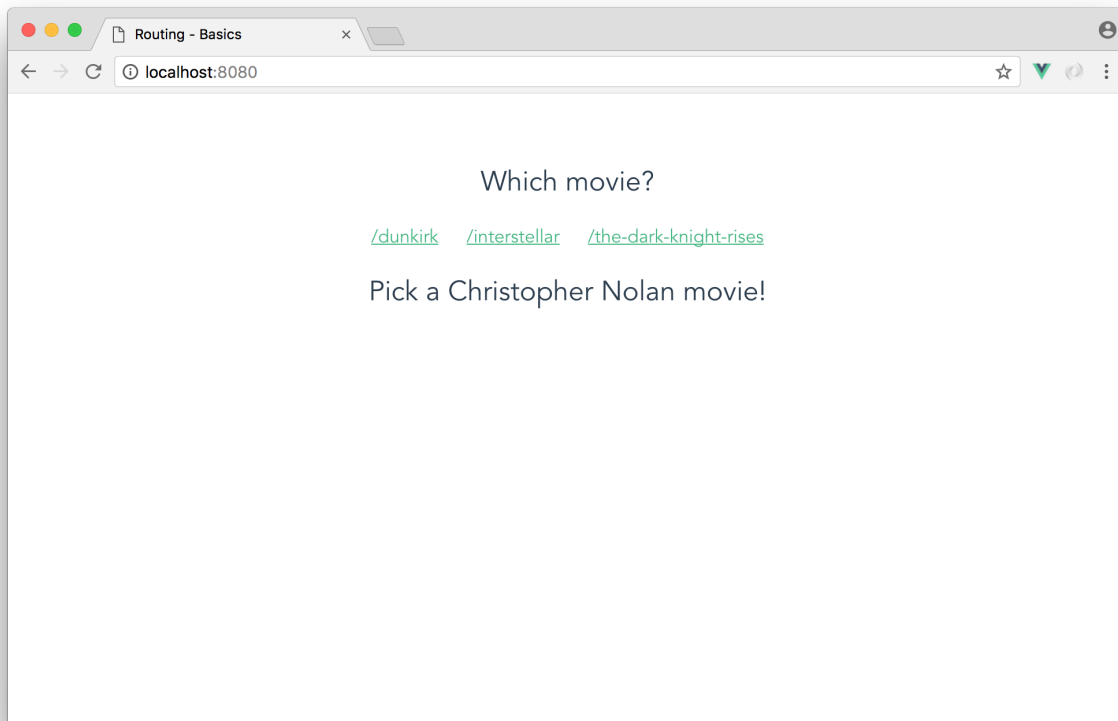 Routing - Basics
localhost:8080
Which movie?
/dunkirk /interstellar /the-dark-knight-rises
Pick a Christopher Nolan movie!